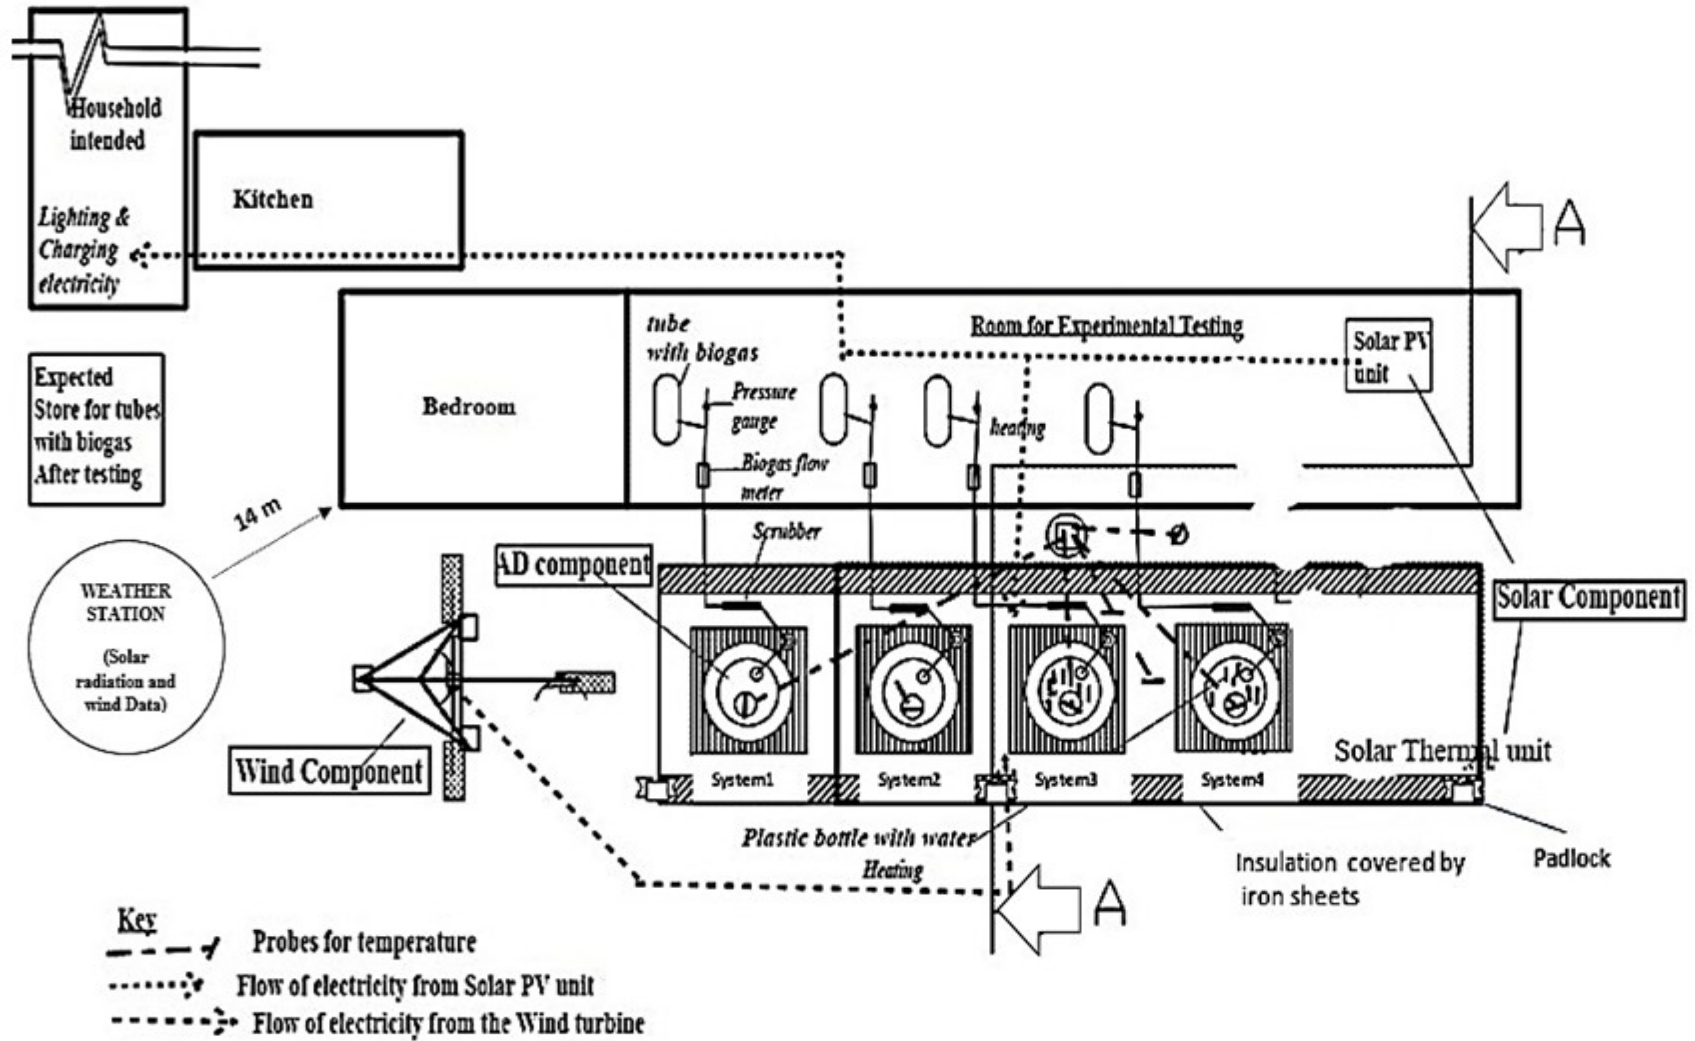 Household
intended
Lighting &
Charging
electricity
Kitchen
A
Expected
Store for tubes
with biogas
After testing
Bedroom
tube
with biogas
Room for Experimental Testing
Solar PV
unit
Pressure
gauge
heating
Biogas flow
meter
14 m
Scrubber
WEATHER
STATION
(Solar
radiation and
wind Data)
AD component
Solar Component
Wind Component
Solar Thermal unit
System1
System2
System3
System4
Plastic bottle with water
Heating
Insulation covered by
iron sheets
Padlock
A
Key
Probes for temperature
Flow of electricity from Solar PV unit
Flow of electricity from the Wind turbine